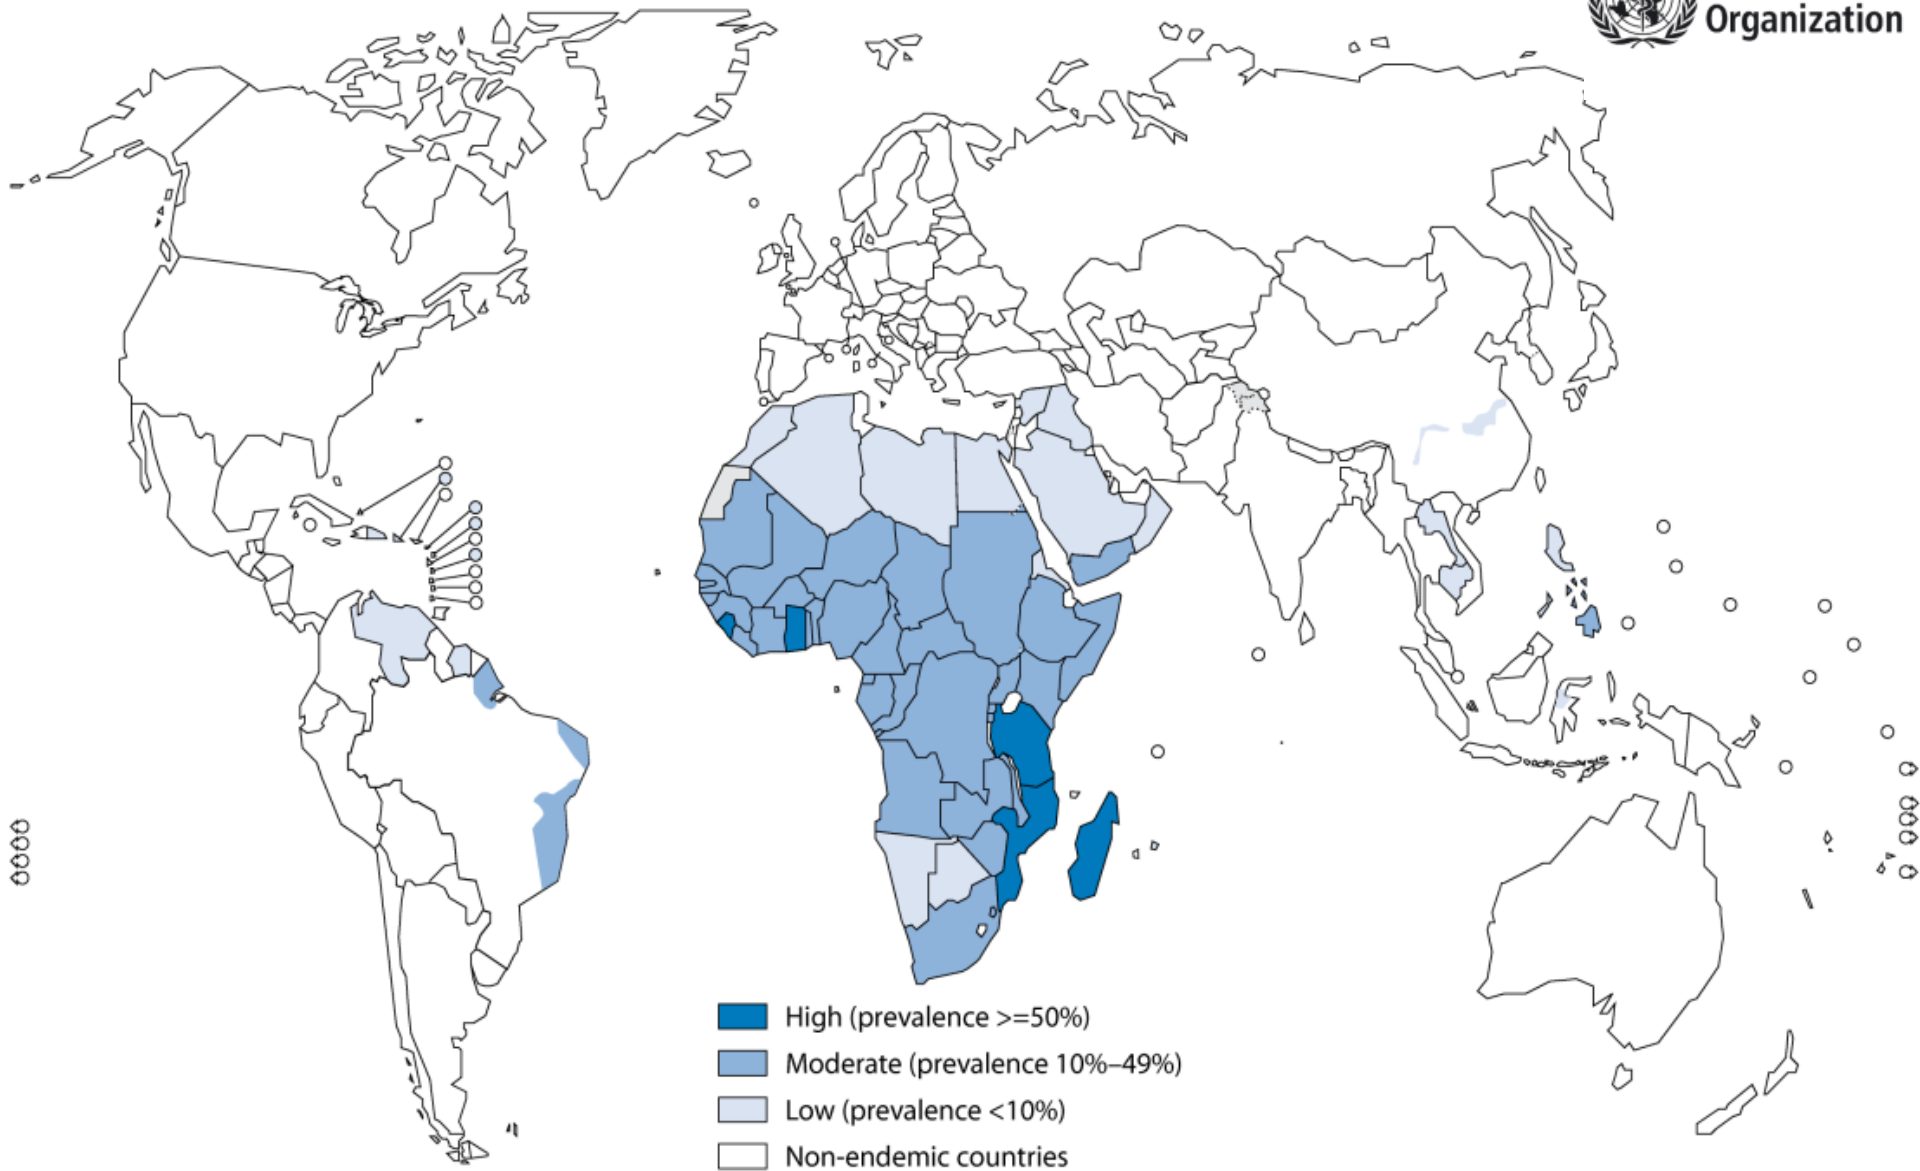 Organization
High (prevalence >=50%)
Moderate (prevalence 10%–49%)
Low (prevalence <10%)
Non-endemic countries